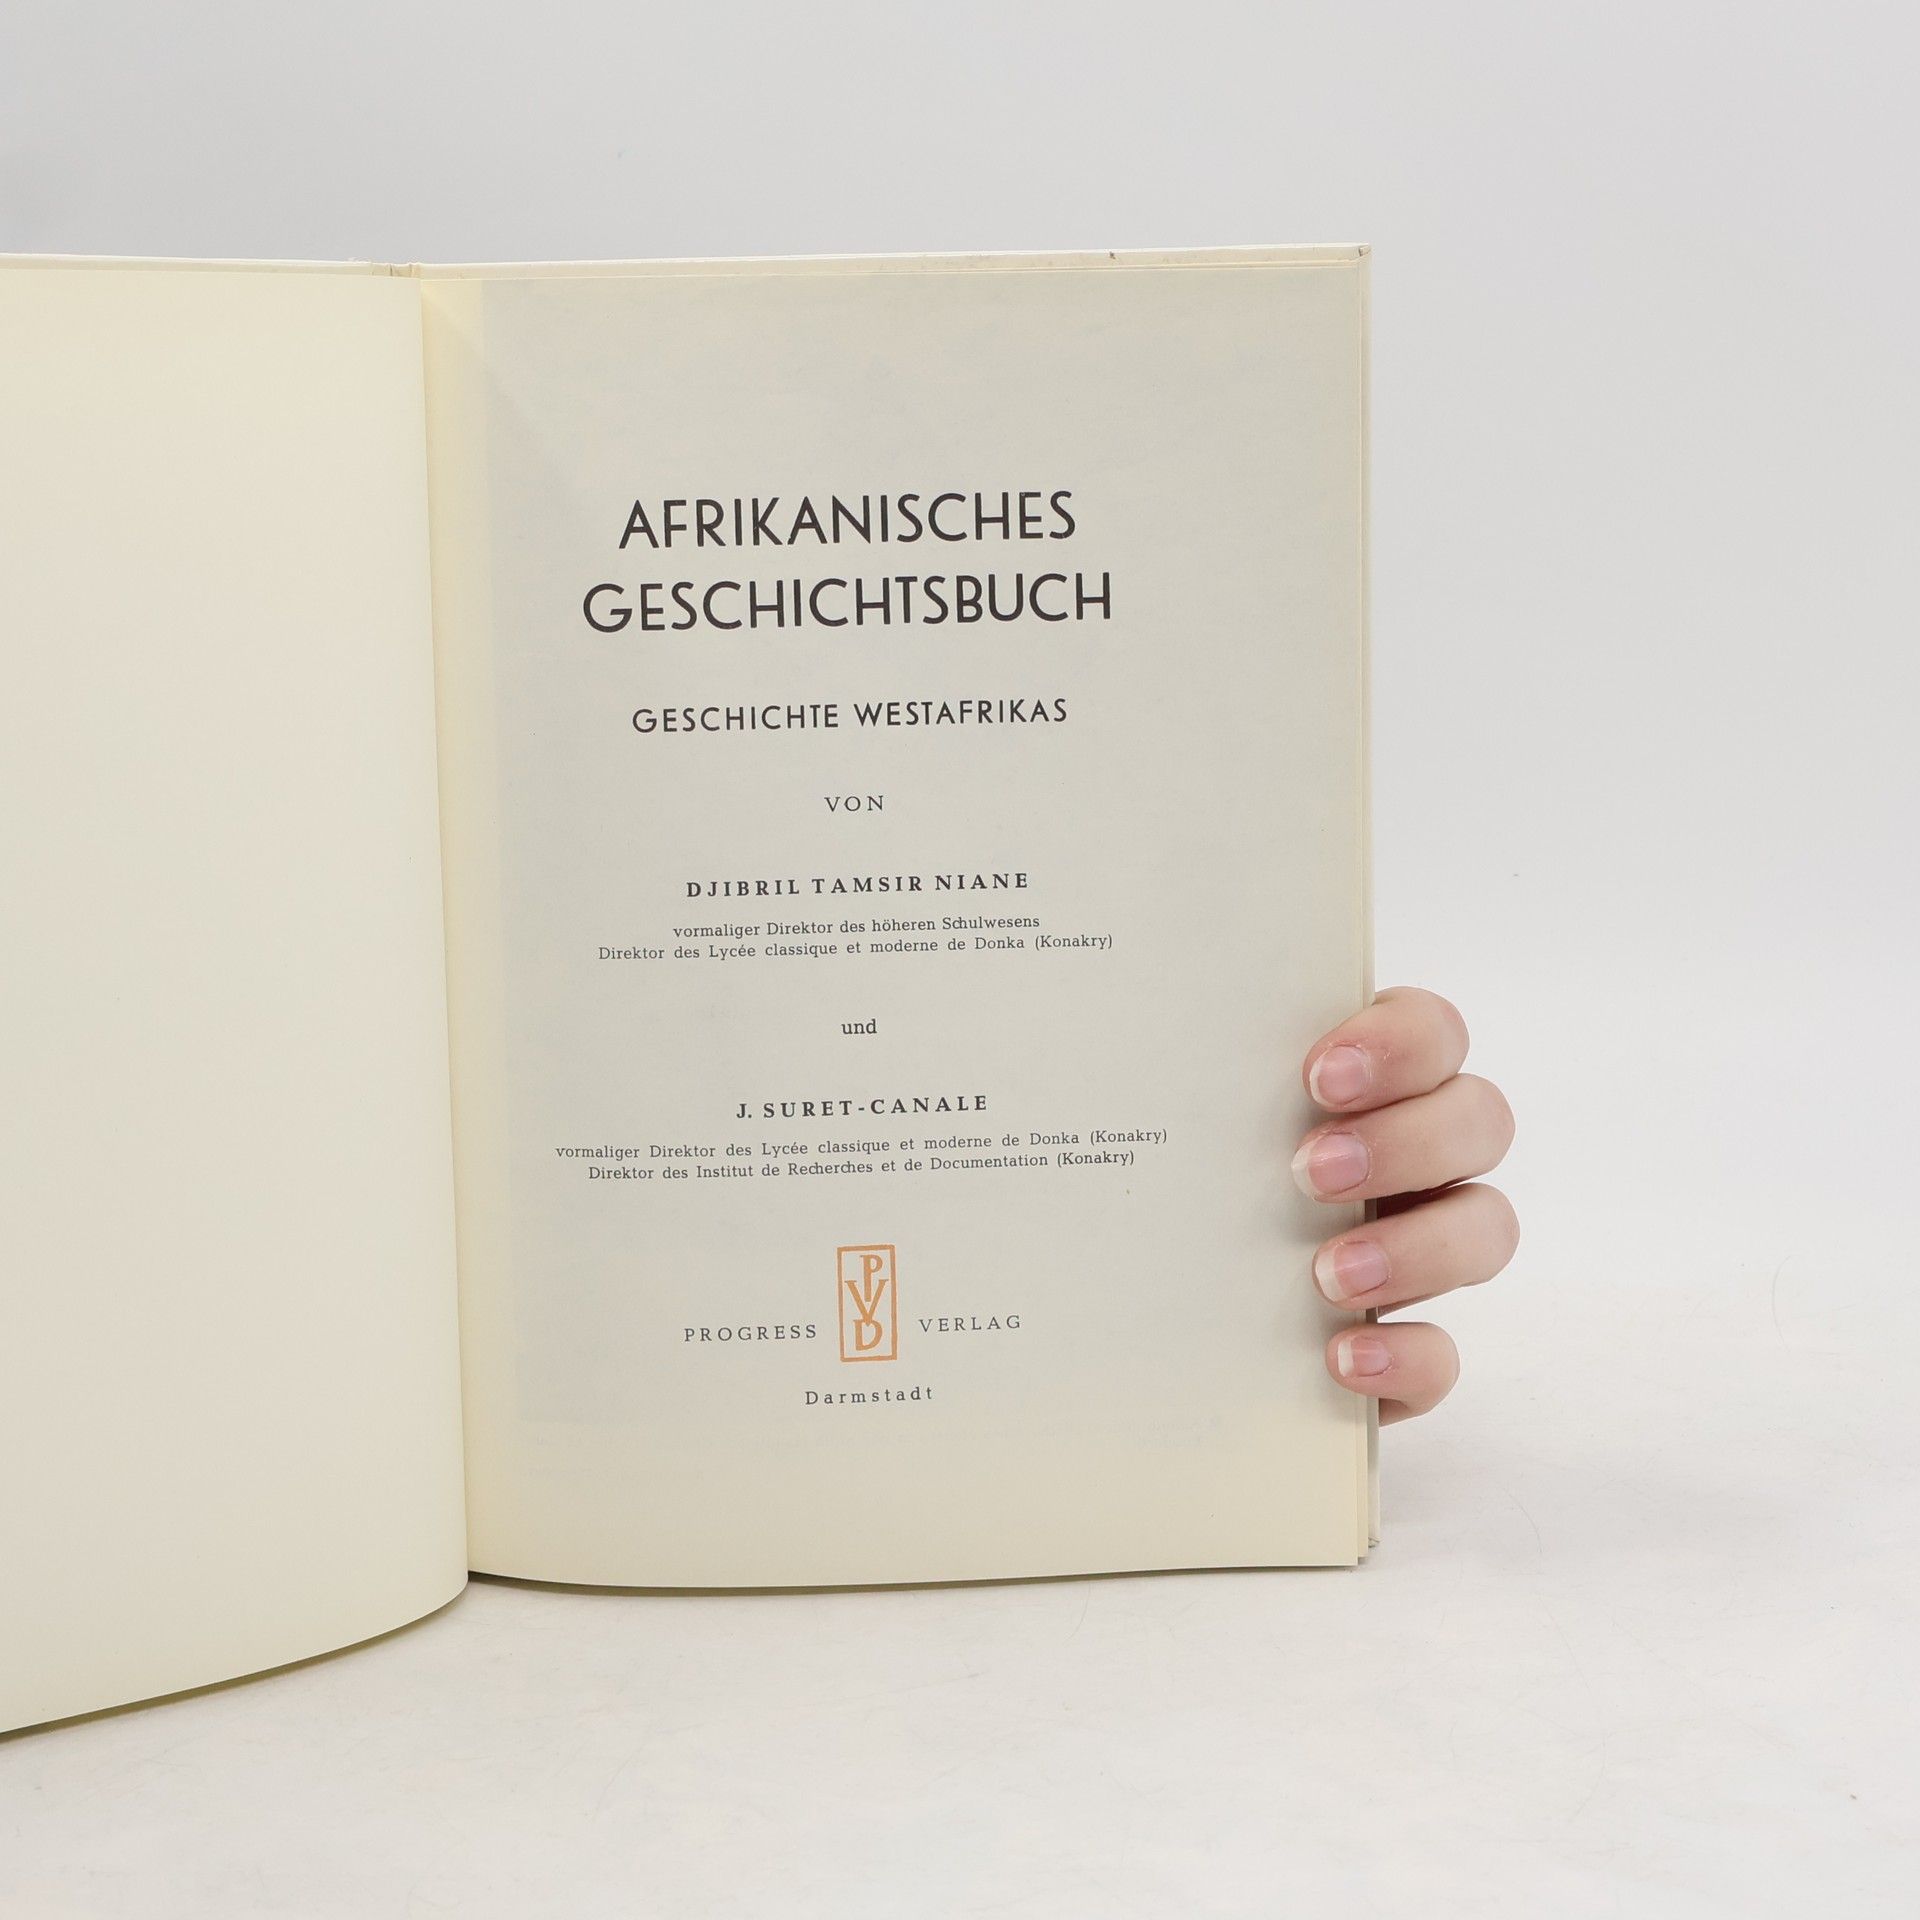 AFRIKANISCHES
GESCHICHTSBUCH
GESCHICHTE WESTAFRIKAS
VON
DJIBRIL TAMSIR NIANE
vormaliger Direktor des höheren Schulwesens
Direktor des Lycée classique et moderne de Donka (Konakry)
und
J. SURET-CANALE
vormaliger Direktor des Lycée classique et moderne de Donka (Konakry)
Direktor des Institut de Recherches et de Documentation (Konakry)
PROGRESS PVD VERLAG
Darmstadt